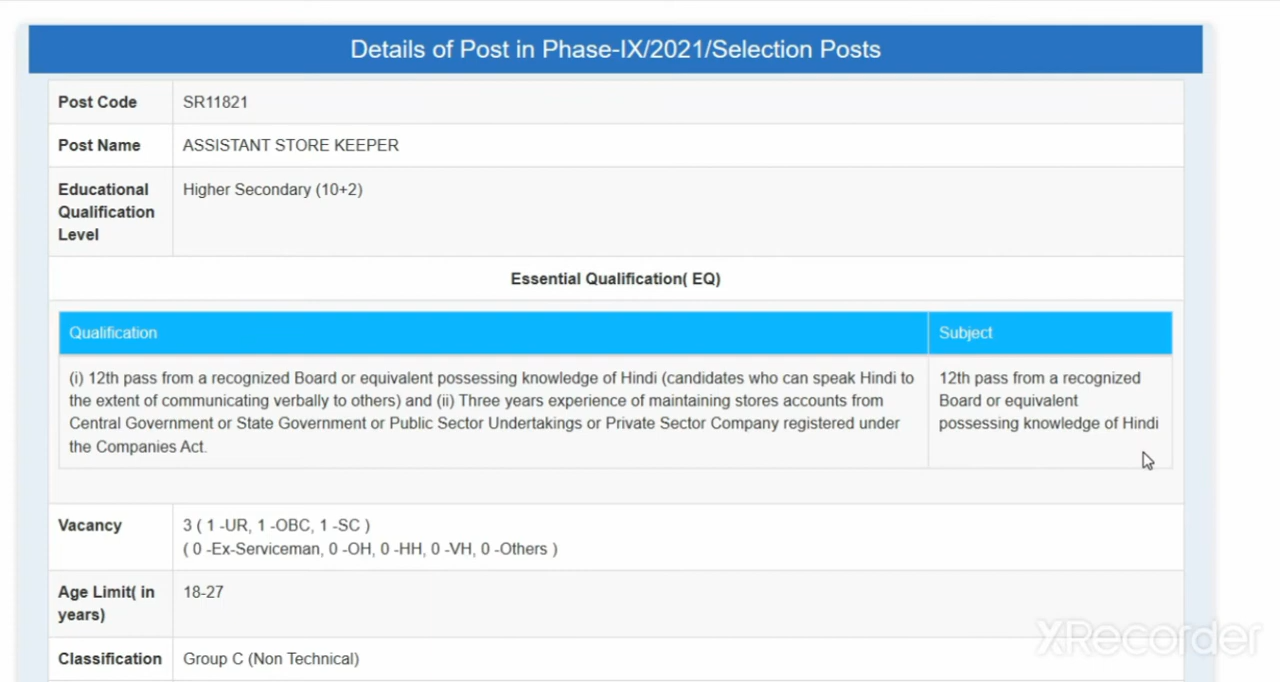 Details of Post in Phase-IX/2021/Selection Posts
Post Code SR11821
Post Name ASSISTANT STORE KEEPER
Educational Qualification Level Higher Secondary (10+2)
Essential Qualification( EQ)
Qualification Subject
(i) 12th pass from a recognized Board or equivalent possessing knowledge of Hindi (candidates who can speak Hindi to
the extent of communicating verbally to others) and (ii) Three years experience of maintaining stores accounts from
Central Government or State Government or Public Sector Undertakings or Private Sector Company registered under
the Companies Act.
12th pass from a recognized
Board or equivalent
possessing knowledge of Hindi
Vacancy 3 ( 1 -UR, 1 -OBC, 1 -SC )
( 0 -Ex-Serviceman, 0 -OH, 0 -HH, 0 -VH, 0 -Others )
Age Limit( in
years) 18-27
Classification Group C (Non Technical)
XRecorder